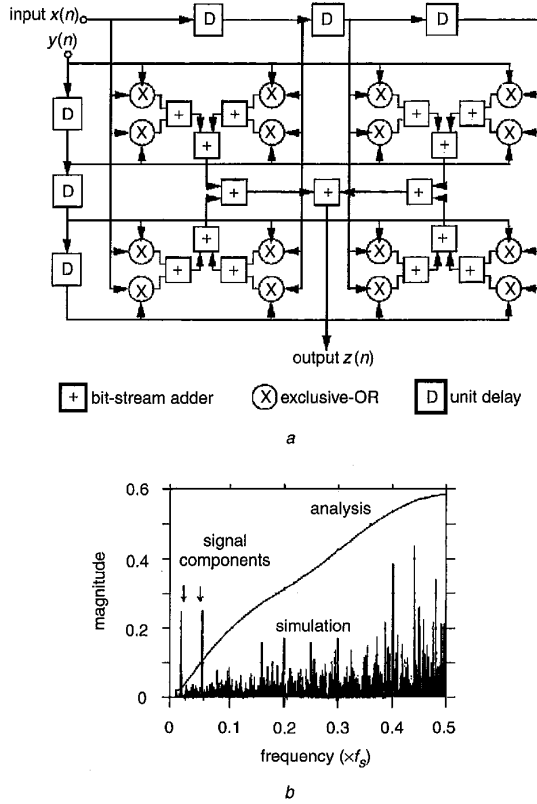 input x(n)
y(n)
D D D
X X X X
+ + + +
D
X X X X
+ +
D
+ + +
+ +
X X X X
D
+ + + +
X X X X
output z(n)
+ bit-stream adder X exclusive-OR D unit delay
a
0.6
analysis
signal
components
0.4
magnitude
simulation
0.2
0
0 0.1 0.2 0.3 0.4 0.5
frequency (×fs)
b